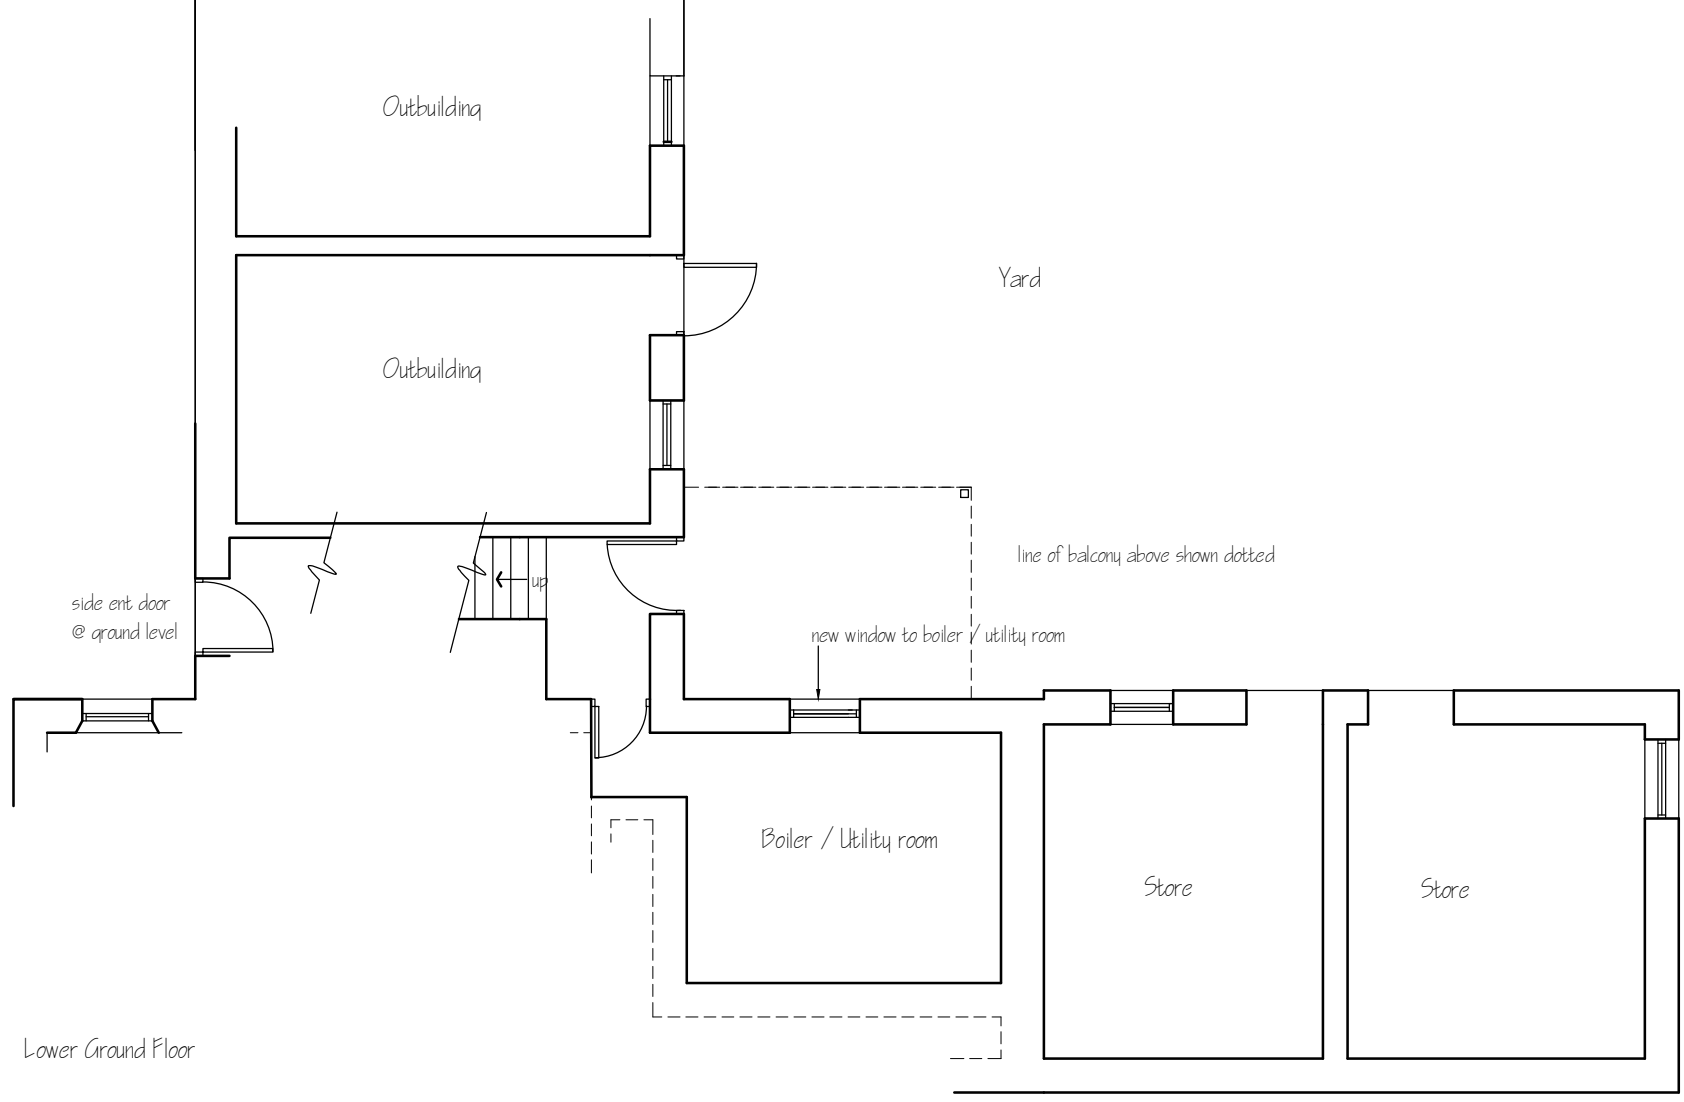 Outbuilding
Yard
Outbuilding
line of balcony above shown dotted
up
side ent door
@ ground level
new window to boiler / utility room
Boiler / Utility room
Store
Store
Lower Ground Floor